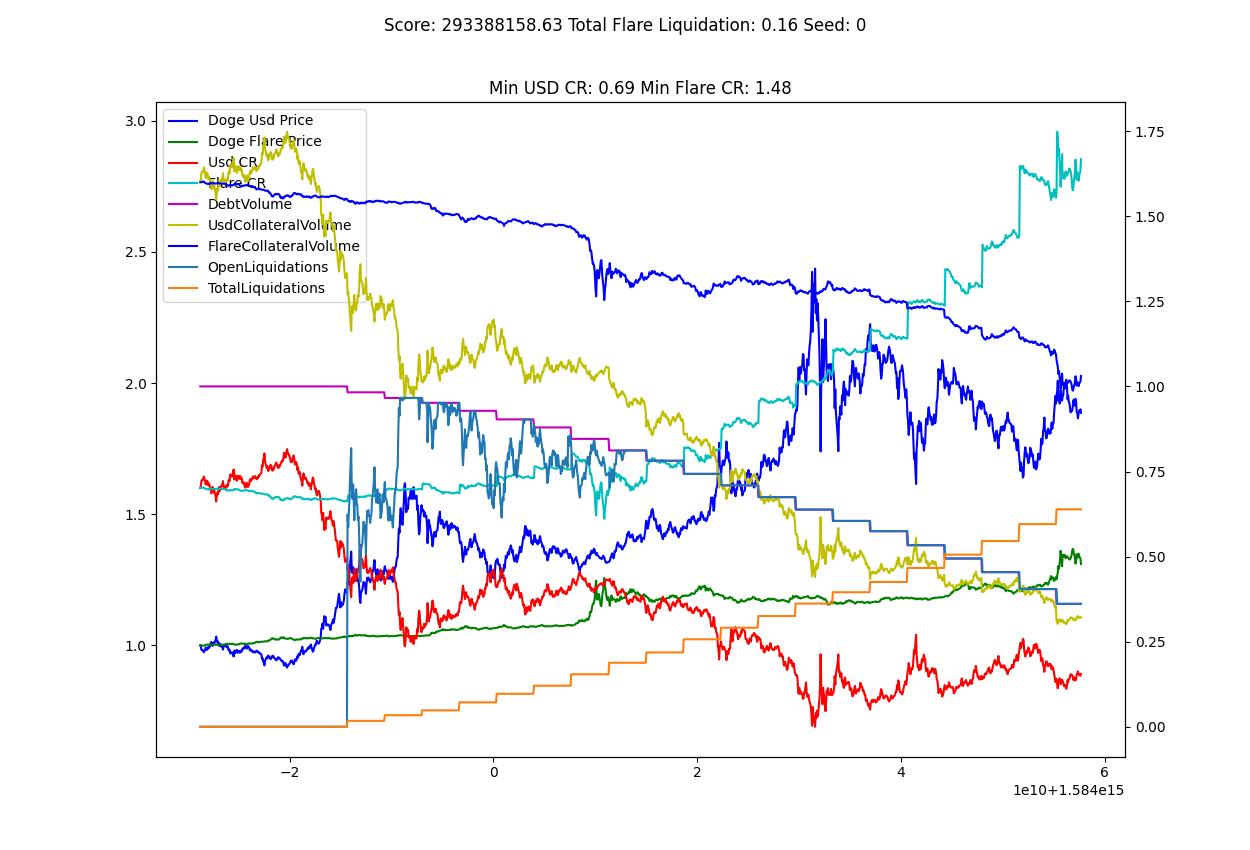 Score: 293388158.63 Total Flare Liquidation: 0.16 Seed: 0
Min USD CR: 0.69 Min Flare CR: 1.48
Doge Usd Price
Doge Flare Price
Usd CR
Flare CR
DebtVolume
UsdCollateralVolume
FlareCollateralVolume
OpenLiquidations
TotalLiquidations
3.0
2.5
2.0
1.5
1.0
1.75
1.50
1.25
1.00
0.75
0.50
0.25
0.00
−2 0 2 4 6
1e10+1.584e15